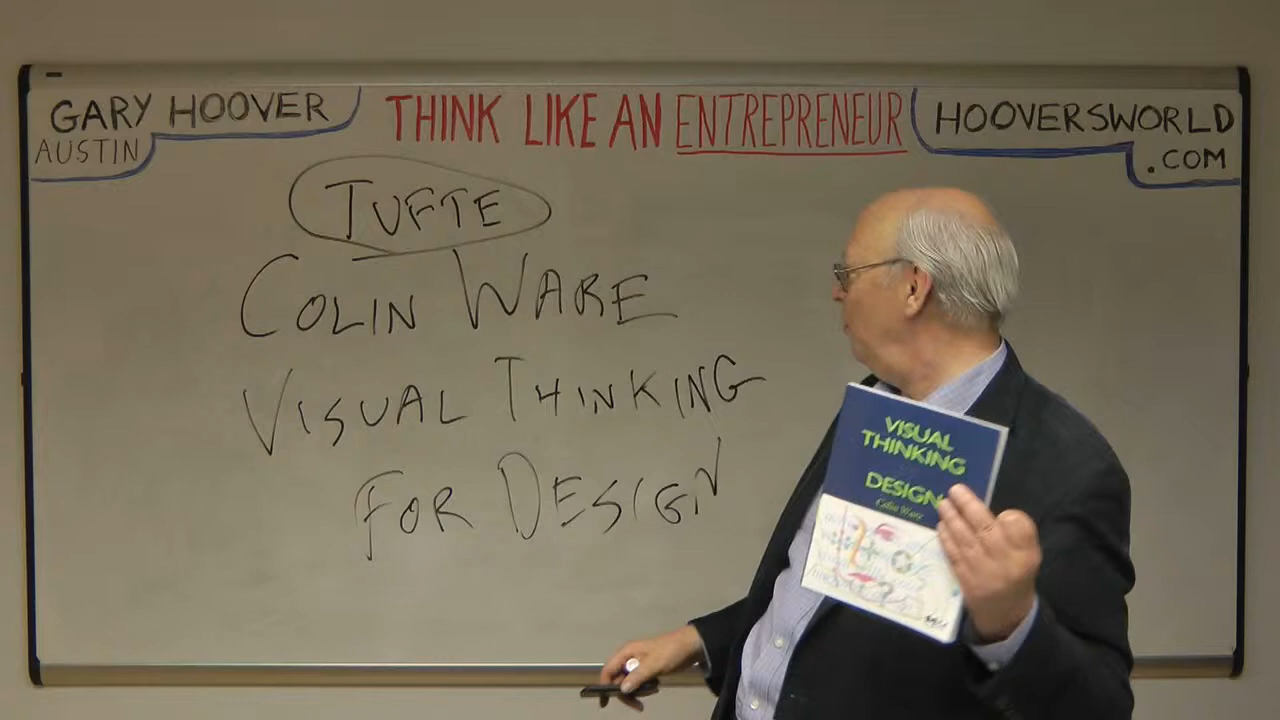 GARY HOOVER
AUSTIN
THINK LIKE AN ENTREPRENEUR
HOOVERSWORLD
.COM
TUFTE
COLIN WARE
VISUAL THINKING
FOR DESIGN
VISUAL
THINKING
DESIGN
Colin Ware